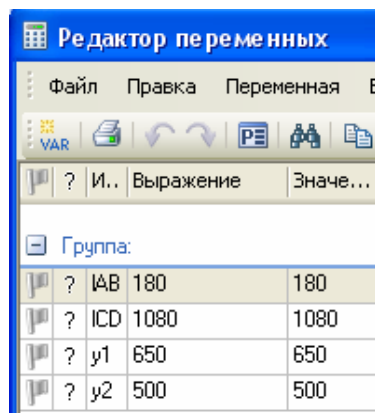 Редактор переменных
Файл Правка Переменная
VAR PE
? И.. Выражение Значе...
Группа:
? IAB 180 180
? ICD 1080 1080
? y1 650 650
? y2 500 500